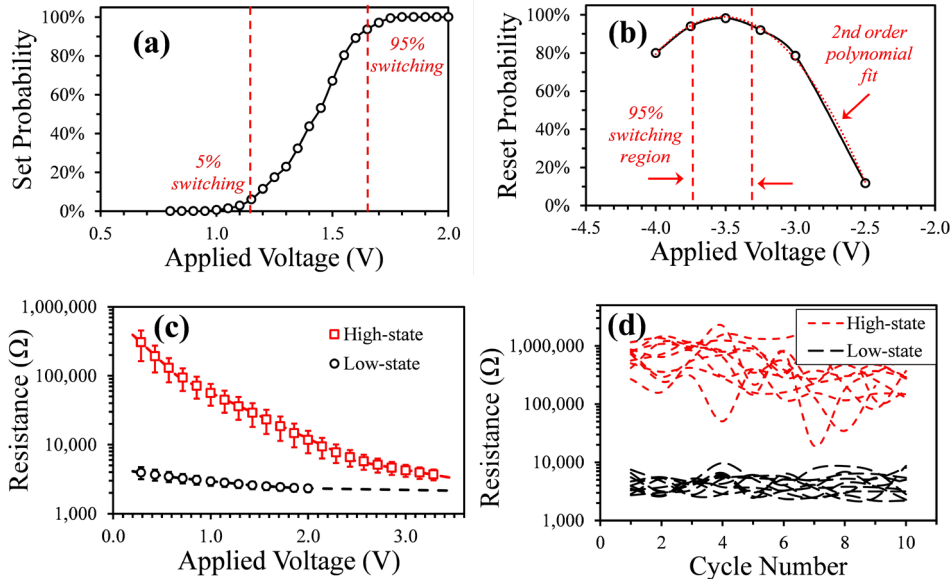 (a)
Set Probability
100%
80%
60%
40%
20%
0%
0.5
1.0
1.5
2.0
Applied Voltage (V)
5%
switching
95%
switching
(b)
Reset Probability
100%
80%
60%
40%
20%
0%
-4.5
-4.0
-3.5
-3.0
-2.5
-2.0
Applied Voltage (V)
2nd order
polynomial
fit
95%
switching
region
(c)
Resistance (Ω)
1,000,000
100,000
10,000
1,000
0.0
1.0
2.0
3.0
Applied Voltage (V)
High-state
Low-state
(d)
Resistance (Ω)
1,000,000
100,000
10,000
1,000
0
2
4
6
8
10
Cycle Number
High-state
Low-state